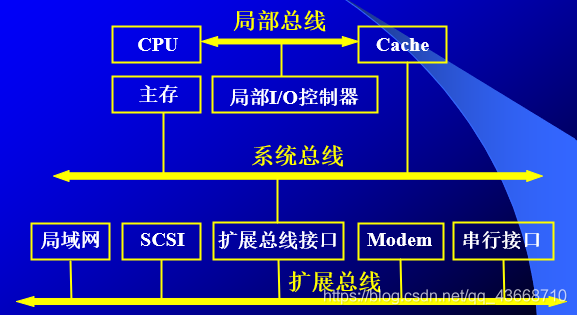 局部总线
CPU
Cache
主存
局部I/O控制器
系统总线
局域网
SCSI
扩展总线接口
Modem
串行接口
扩展总线
https://blog.csdn.net/qq_43668710